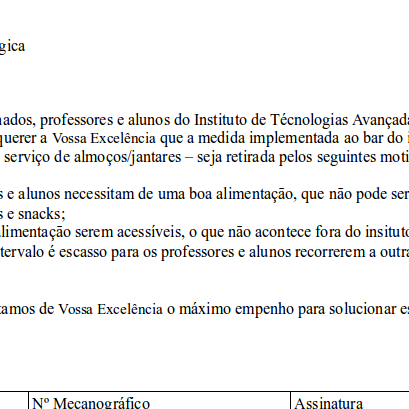 gica
ados, professores e alunos do Instituto de Técnologias Avançad
querer a Vossa Excelência que a medida implementada ao bar do i
serviço de almoços/jantares – seja retirada pelos seguintes moti
s e alunos necessitam de uma boa alimentação, que não pode ser
s e snacks;
limentação serem acessíveis, o que não acontece fora do insituto
tervalo é escasso para os professores e alunos recorrerem a outra
tamos de Vossa Excelência o máximo empenho para solucionar es
Nº Mecanográfico Assinatura